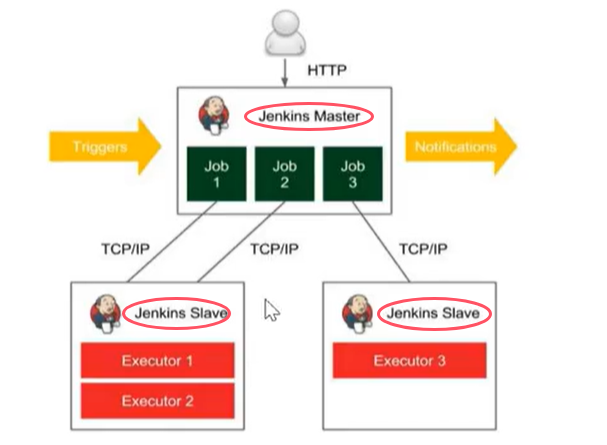 HTTP
Jenkins Master
Triggers
Notifications
Job
1
Job
2
Job
3
TCP/IP
TCP/IP
TCP/IP
Jenkins Slave
Jenkins Slave
Executor 1
Executor 3
Executor 2